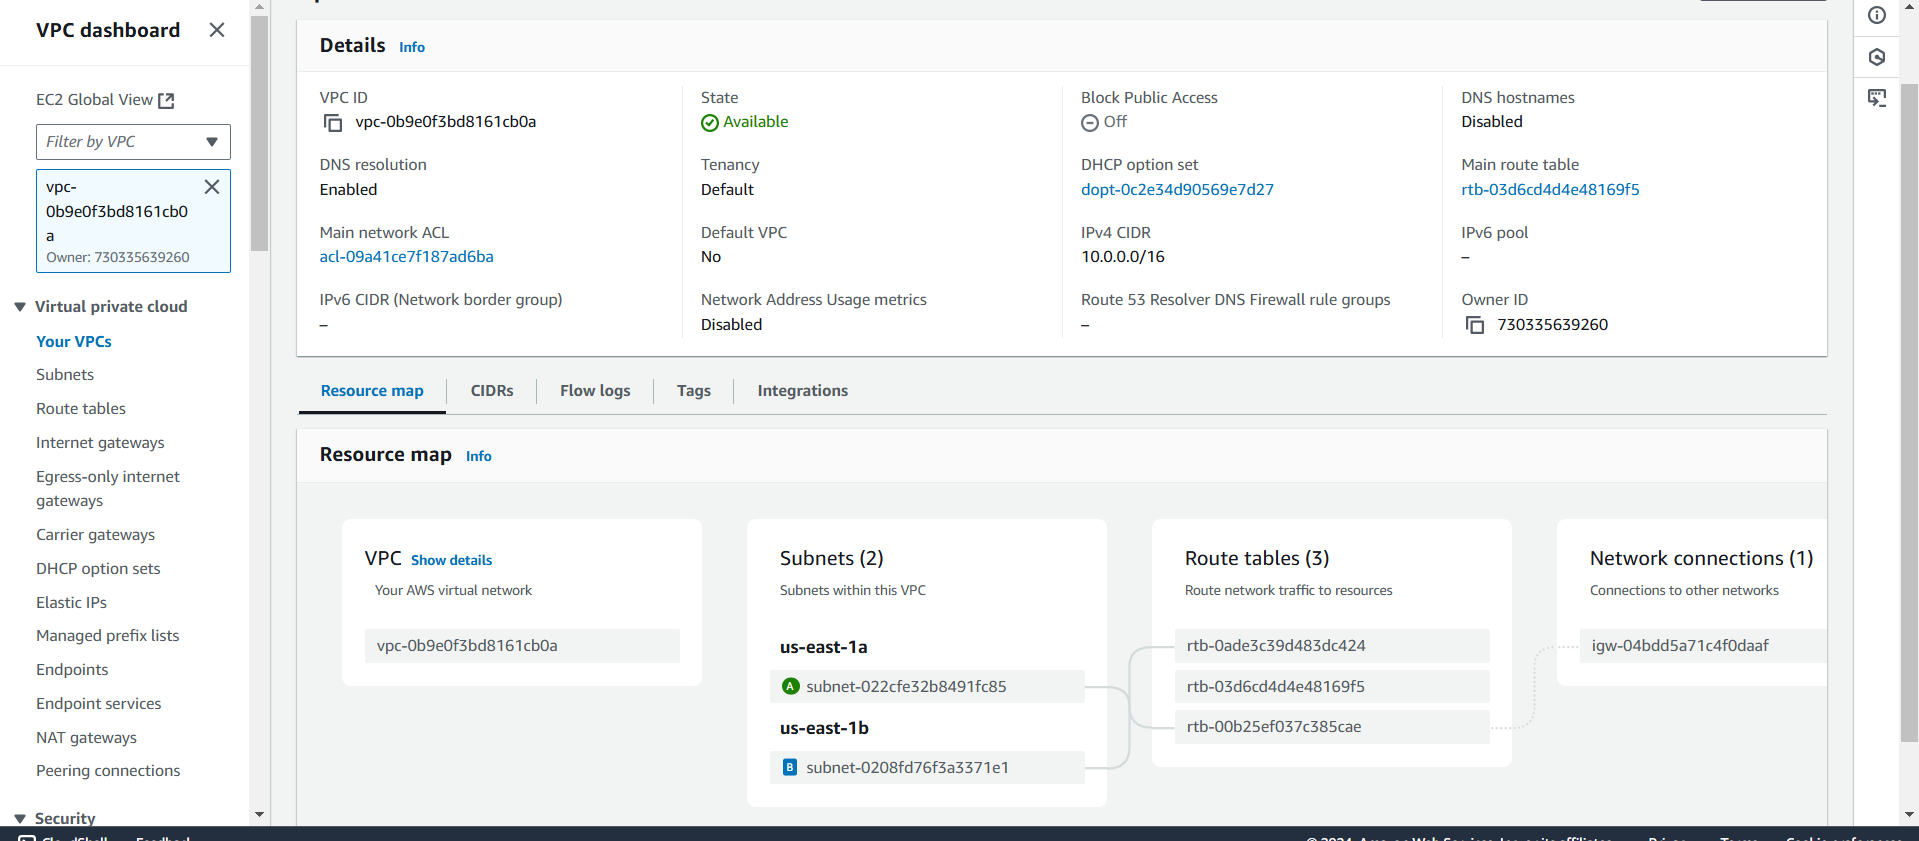 VPC dashboard
EC2 Global View
Filter by VPC
vpc-
0b9e0f3bd8161cb0
a
Owner: 730335639260
Virtual private cloud
Your VPCs
Subnets
Route tables
Internet gateways
Egress-only internet
gateways
Carrier gateways
DHCP option sets
Elastic IPs
Managed prefix lists
Endpoints
Endpoint services
NAT gateways
Peering connections
Security
Details Info
VPC ID
vpc-0b9e0f3bd8161cb0a
State
Available
Block Public Access
Off
DNS hostnames
Disabled
DNS resolution
Enabled
Tenancy
Default
DHCP option set
dopt-0c2e34d90569e7d27
Main route table
rtb-03d6cd4d4e48169f5
Main network ACL
acl-09a41ce7f187ad6ba
Default VPC
No
IPv4 CIDR
10.0.0.0/16
IPv6 pool
–
IPv6 CIDR (Network border group)
–
Network Address Usage metrics
Disabled
Route 53 Resolver DNS Firewall rule groups
–
Owner ID
730335639260
Resource map CIDRs Flow logs Tags Integrations
Resource map Info
VPC Show details
Your AWS virtual network
vpc-0b9e0f3bd8161cb0a
Subnets (2)
Subnets within this VPC
us-east-1a
A subnet-022cfe32b8491fc85
us-east-1b
B subnet-0208fd76f3a3371e1
Route tables (3)
Route network traffic to resources
rtb-0ade3c39d483dc424
rtb-03d6cd4d4e48169f5
rtb-00b25ef037c385cae
Network connections (1)
Connections to other networks
igw-04bdd5a71c4f0daaf
CloudShell Feedback